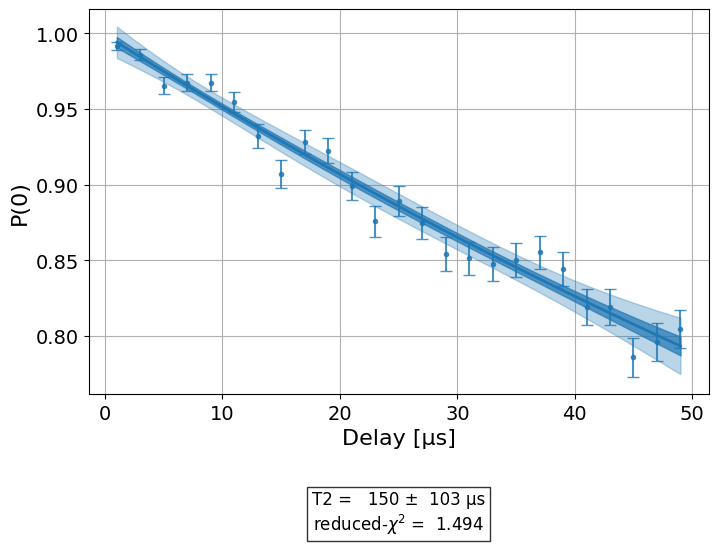 1.00
0.95
0.90
0.85
0.80
P(0)
0 10 20 30 40 50
Delay [μs]
T2 = 150 ± 103 μs
reduced-χ² = 1.494